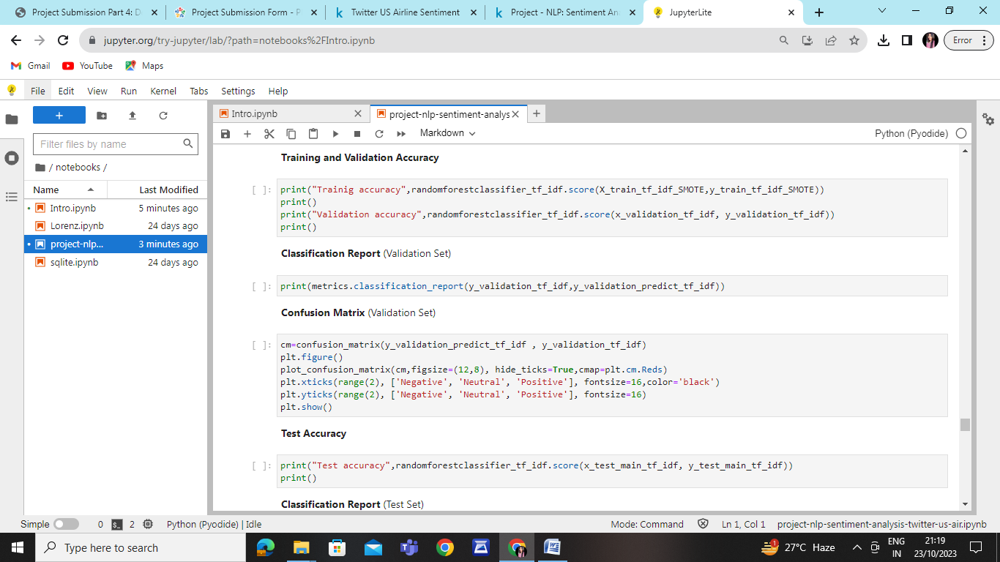 Project Submission Part 4: D
Project Submission Form - P
Twitter US Airline Sentiment
Project - NLP: Sentiment An
JupyterLite
jupyter.org/try-jupyter/lab/?path=notebooks%2FIntro.ipynb
Error
Gmail
YouTube
Maps
File Edit View Run Kernel Tabs Settings Help
Filter files by name
/ notebooks /
Name Last Modified
Intro.ipynb 5 minutes ago
Lorenz.ipynb 24 days ago
project-nlp... 3 minutes ago
sqlite.ipynb 24 days ago
Intro.ipynb
project-nlp-sentiment-analys
Markdown
Python (Pyodide)
Training and Validation Accuracy
[ ]:
print("Trainig accuracy",randomforestclassifier_tf_idf.score(X_train_tf_idf_SMOTE,y_train_tf_idf_SMOTE))
print()
print("Validation accuracy",randomforestclassifier_tf_idf.score(x_validation_tf_idf, y_validation_tf_idf))
print()
Classification Report (Validation Set)
[ ]:
print(metrics.classification_report(y_validation_tf_idf,y_validation_predict_tf_idf))
Confusion Matrix (Validation Set)
[ ]:
cm=confusion_matrix(y_validation_predict_tf_idf , y_validation_tf_idf)
plt.figure()
plot_confusion_matrix(cm,figsize=(12,8), hide_ticks=True,cmap=plt.cm.Reds)
plt.xticks(range(2), ['Negative', 'Neutral', 'Positive'], fontsize=16,color='black')
plt.yticks(range(2), ['Negative', 'Neutral', 'Positive'], fontsize=16)
plt.show()
Test Accuracy
[ ]:
print("Test accuracy",randomforestclassifier_tf_idf.score(x_test_main_tf_idf, y_test_main_tf_idf))
print()
Classification Report (Test Set)
Simple 0 2 Python (Pyodide) | Idle
Mode: Command Ln 1, Col 1 project-nlp-sentiment-analysis-twitter-us-air.ipynb
Type here to search
1
27°C Haze
ENG
IN
21:19
23/10/2023